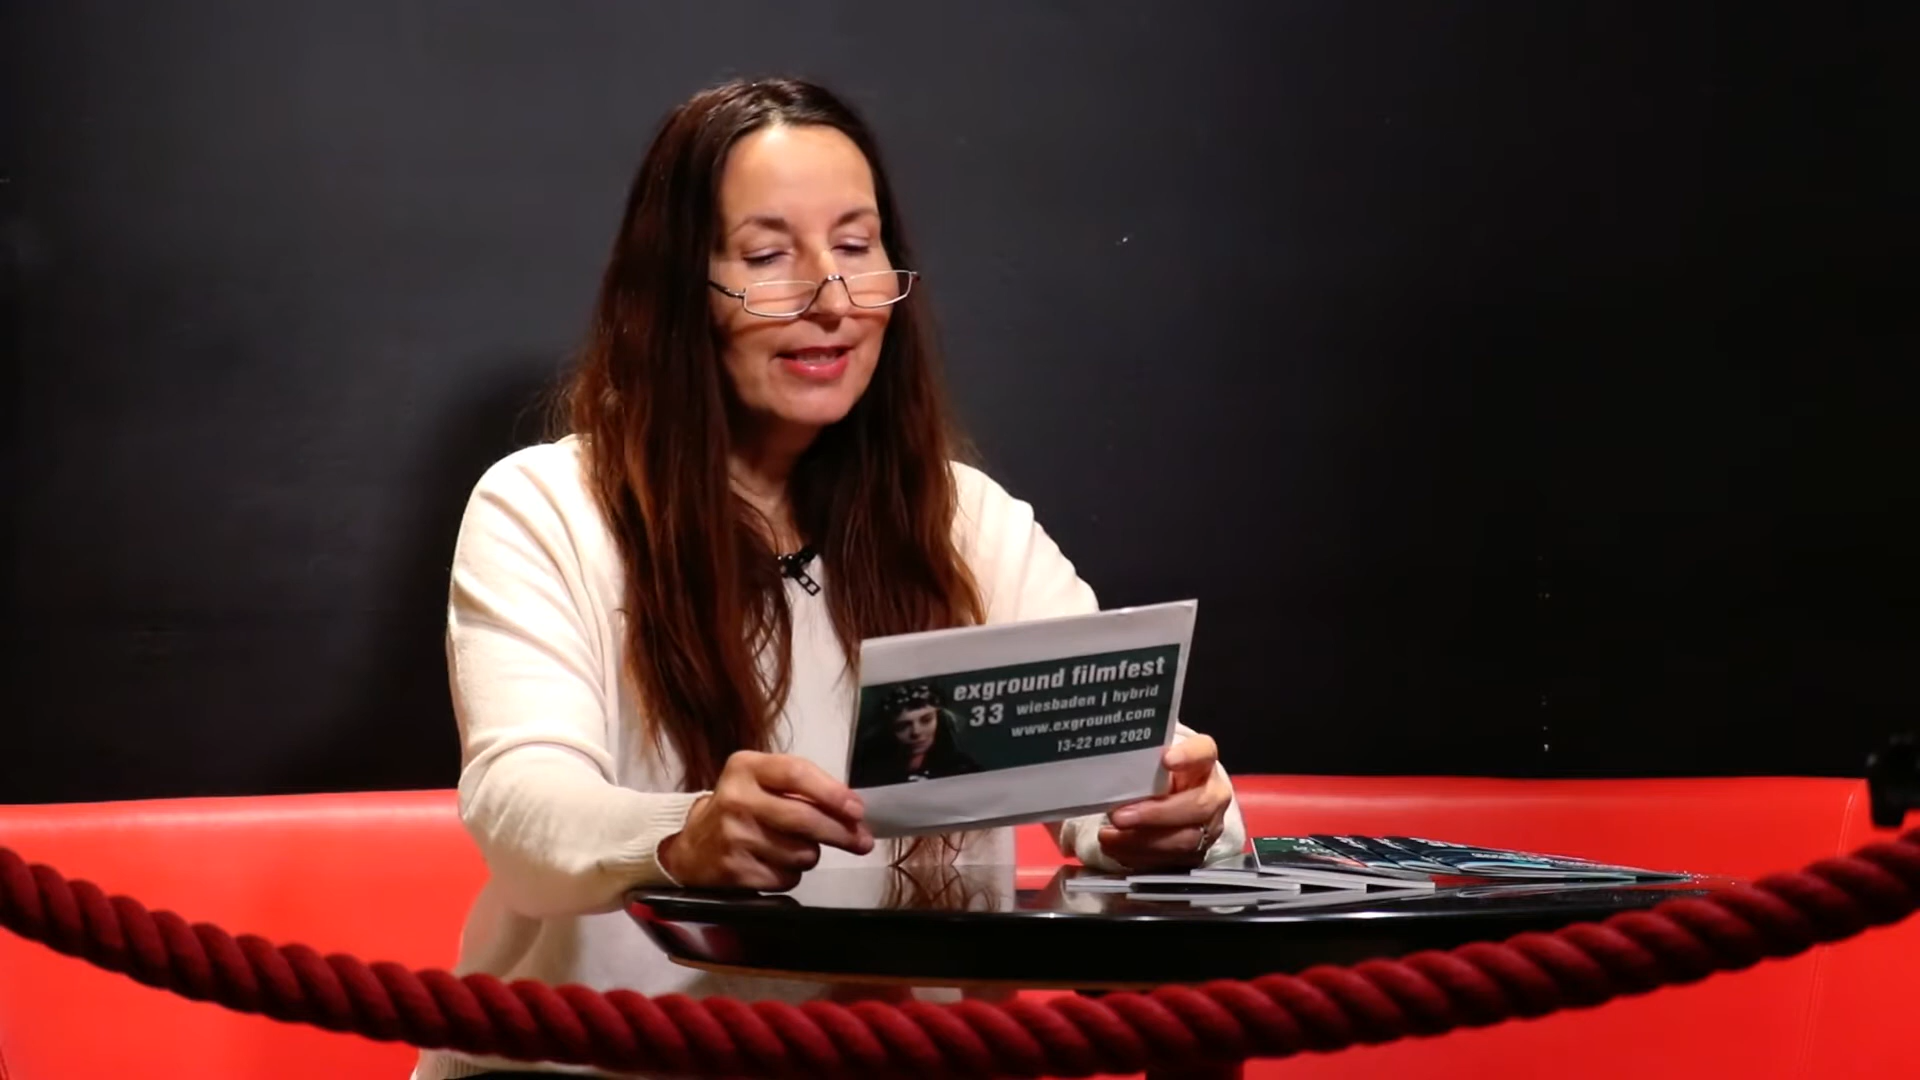 exground filmfest
33 wiesbaden | hybrid
www.exground.com
13-22 nov 2020